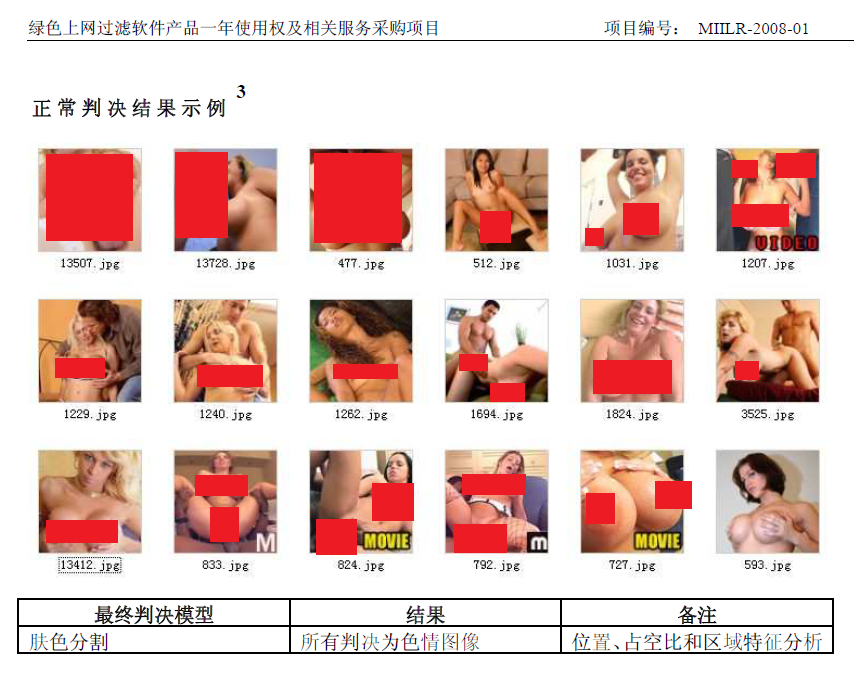 绿色上网过滤软件产品一年使用权及相关服务采购项目 项目编号： MIILR-2008-01
正常判决结果示例 3
VIDEO
13507.jpg 13728.jpg 477.jpg 512.jpg 1031.jpg 1207.jpg
1229.jpg 1240.jpg 1262.jpg 1694.jpg 1824.jpg 3525.jpg
M MOVIE m MOVIE
13412.jpg 833.jpg 824.jpg 792.jpg 727.jpg 593.jpg
最终判决模型 结果 备注
肤色分割 所有判决为色情图像 位置、占空比和区域特征分析